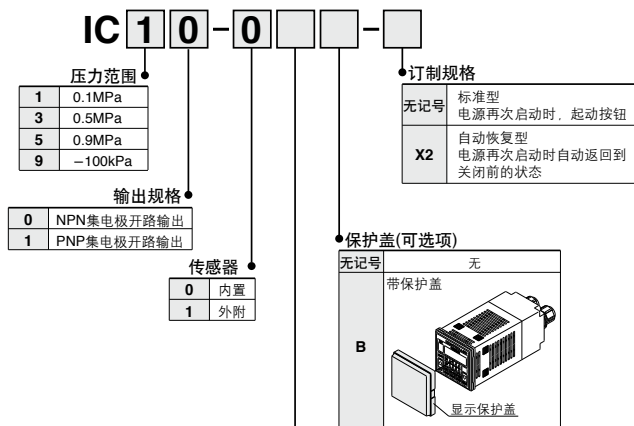 IC 1 0 - 0 -
压力范围
1 0.1MPa
3 0.5MPa
5 0.9MPa
9 −100kPa
输出规格
0 NPN集电极开路输出
1 PNP集电极开路输出
传感器
0 内置
1 外附
订制规格
无记号 标准型
电源再次启动时，起动按钮
X2 自动恢复型
电源再次启动时自动返回到
关闭前的状态
保护盖(可选项)
无记号 无
B 带保护盖
显示保护盖